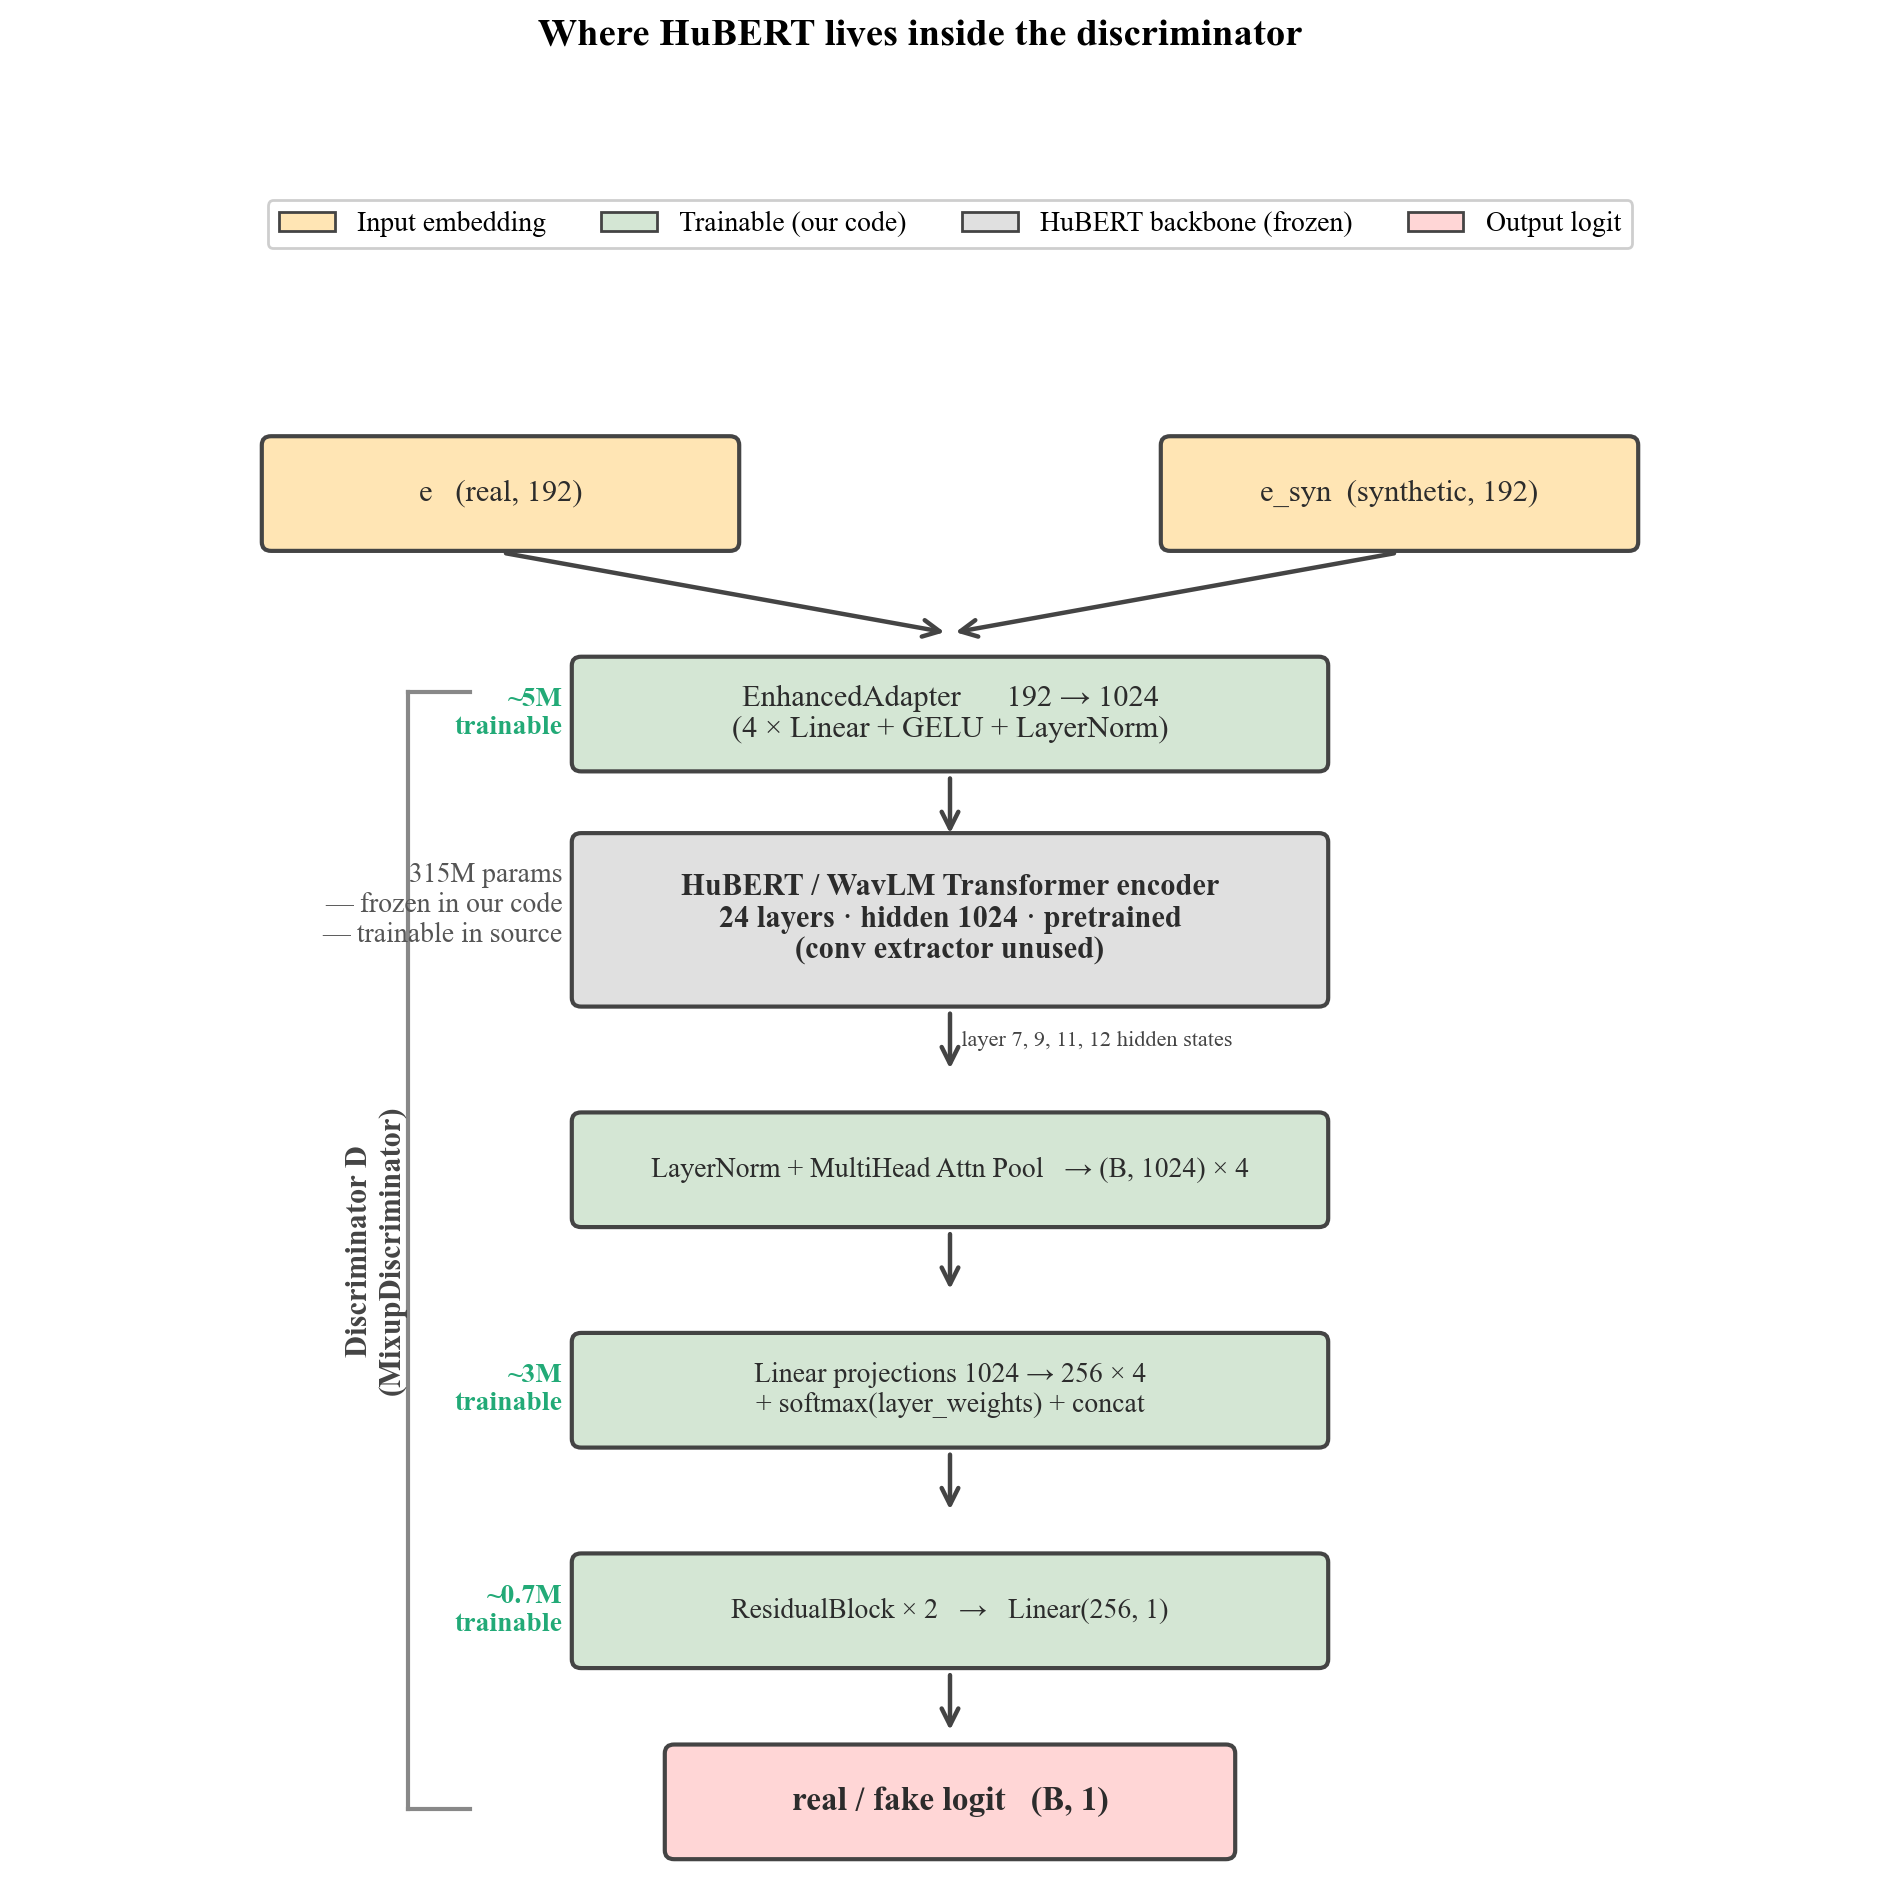 Where HuBERT lives inside the discriminator
Input embedding
Trainable (our code)
HuBERT backbone (frozen)
Output logit
e (real, 192)
e_syn (synthetic, 192)
~5M
trainable
EnhancedAdapter 192 → 1024
(4 × Linear + GELU + LayerNorm)
315M params
— frozen in our code
— trainable in source
HuBERT / WavLM Transformer encoder
24 layers · hidden 1024 · pretrained
(conv extractor unused)
layer 7, 9, 11, 12 hidden states
Discriminator D
(MixupDiscriminator)
LayerNorm + MultiHead Attn Pool → (B, 1024) × 4
~3M
trainable
Linear projections 1024 → 256 × 4
+ softmax(layer_weights) + concat
~0.7M
trainable
ResidualBlock × 2 → Linear(256, 1)
real / fake logit (B, 1)